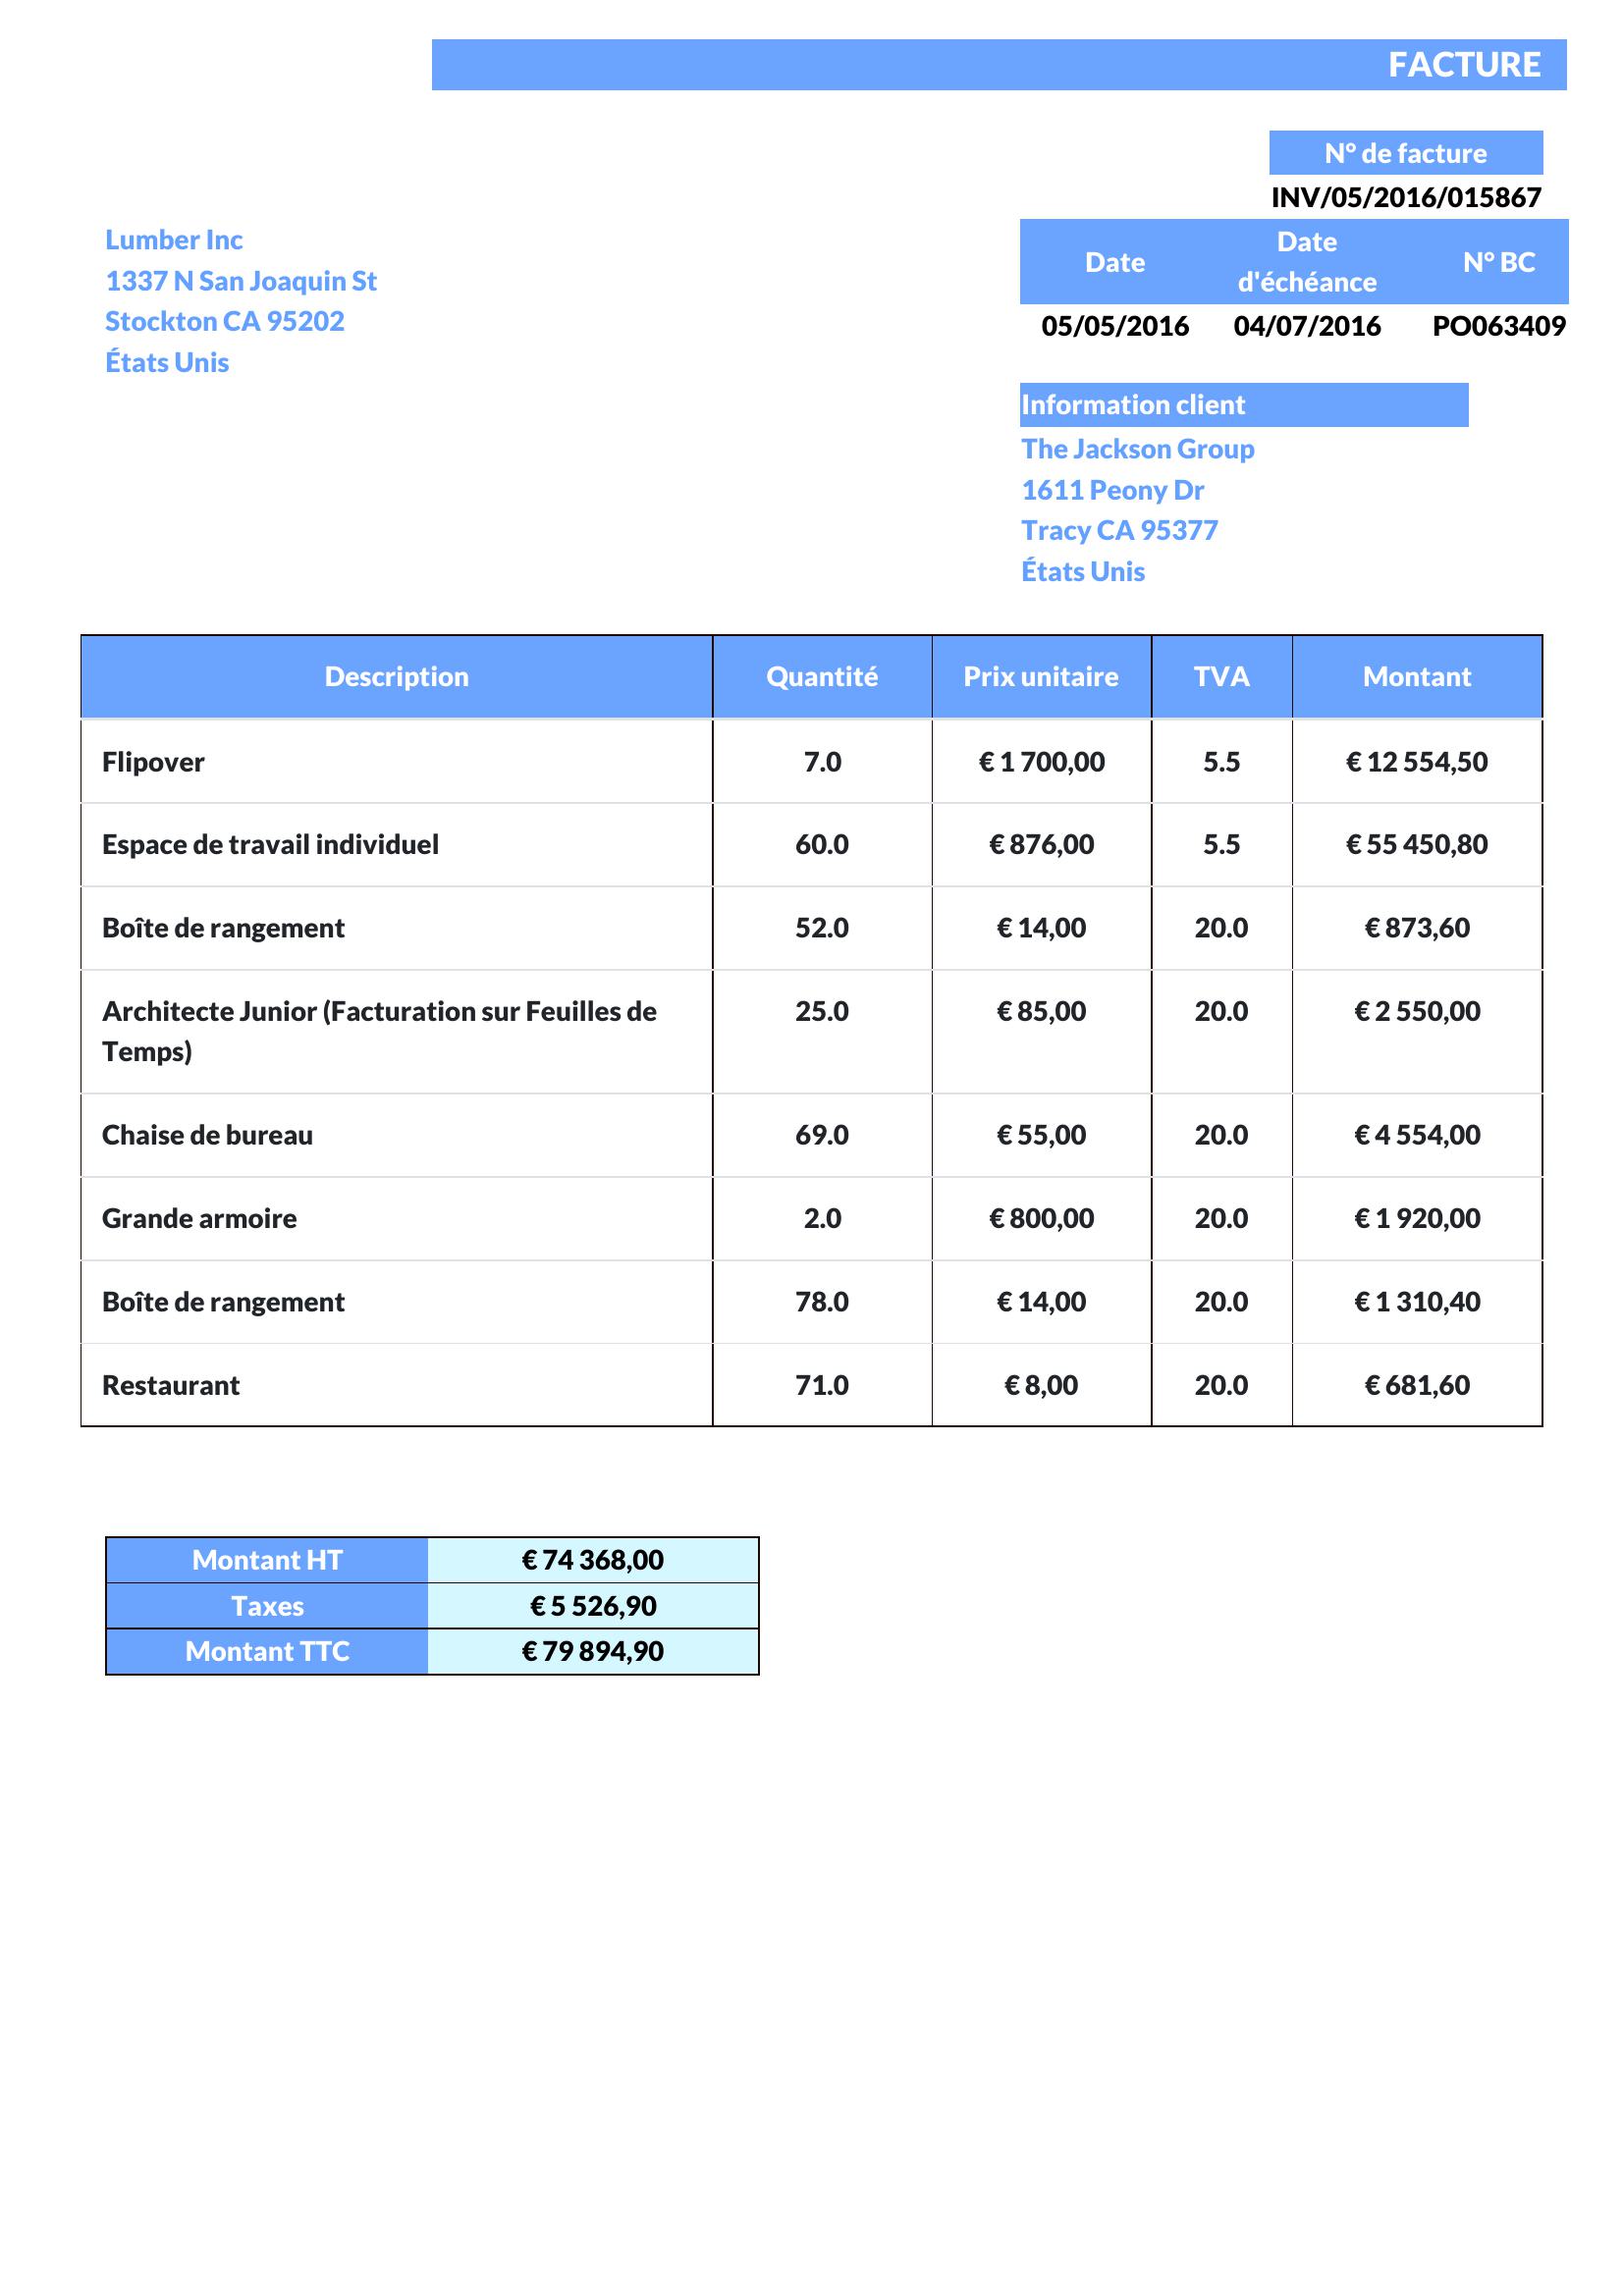 FACTURE
N° de facture
INV/05/2016/015867
Lumber Inc
1337 N San Joaquin St
Stockton CA 95202
États Unis
Date Date d'échéance N° BC
05/05/2016 04/07/2016 PO063409
Information client
The Jackson Group
1611 Peony Dr
Tracy CA 95377
États Unis
Description Quantité Prix unitaire TVA Montant
Flipover 7.0 € 1 700,00 5.5 € 12 554,50
Espace de travail individuel 60.0 € 876,00 5.5 € 55 450,80
Boîte de rangement 52.0 € 14,00 20.0 € 873,60
Architecte Junior (Facturation sur Feuilles de 25.0 € 85,00 20.0 € 2 550,00
Temps)
Chaise de bureau 69.0 € 55,00 20.0 € 4 554,00
Grande armoire 2.0 € 800,00 20.0 € 1 920,00
Boîte de rangement 78.0 € 14,00 20.0 € 1 310,40
Restaurant 71.0 € 8,00 20.0 € 681,60
Montant HT € 74 368,00
Taxes € 5 526,90
Montant TTC € 79 894,90